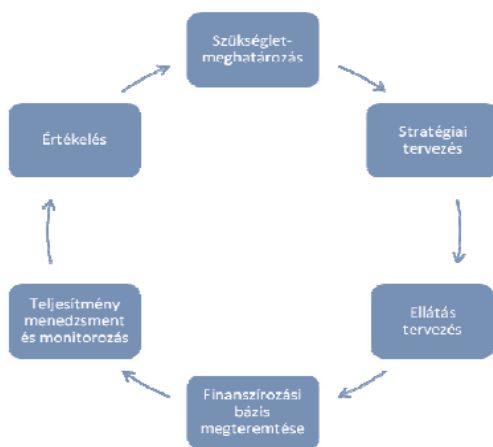 Szükséglet-
meghatározás
Stratégiai
tervezés
Ellátás
tervezés
Finanszírozási
bázis
megteremtése
Teljesítmény
menedzsment
és monitorozás
Értékelés